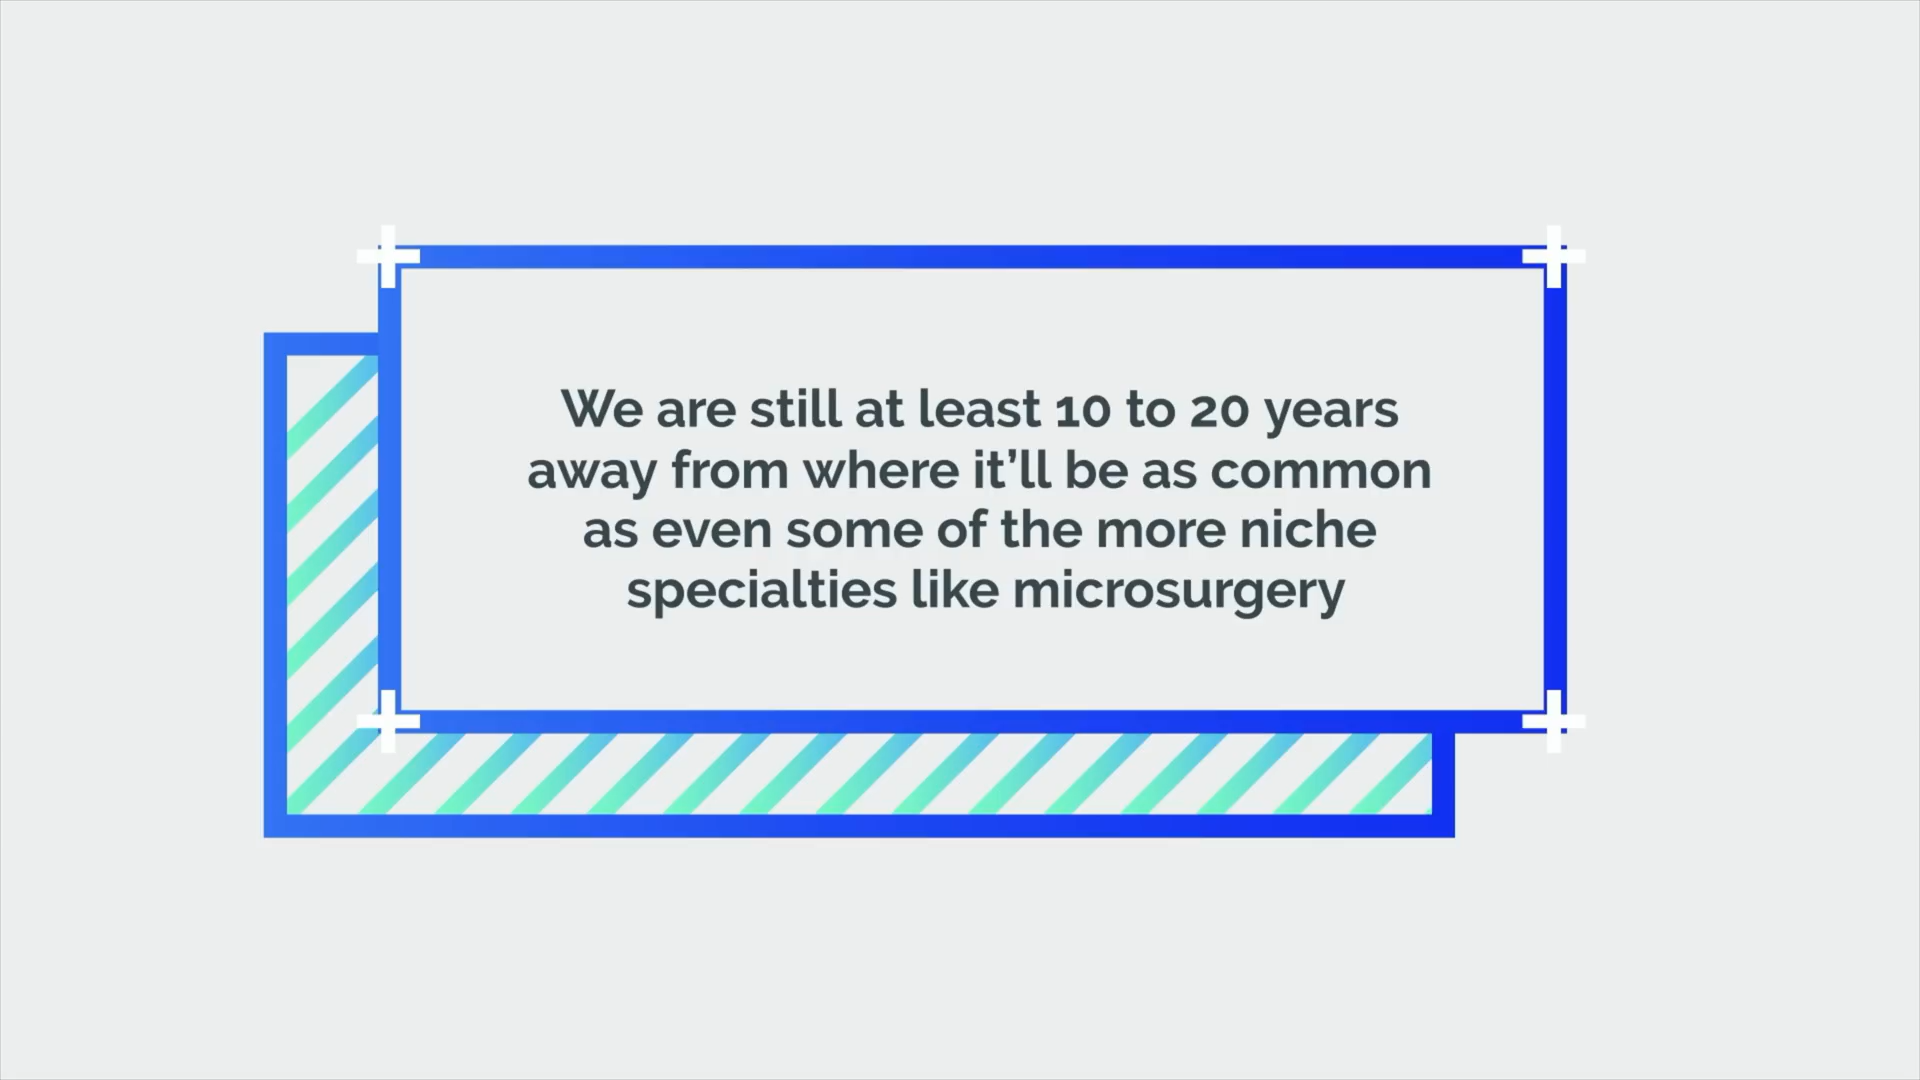 We are still at least 10 to 20 years
away from where it’ll be as common
as even some of the more niche
specialties like microsurgery